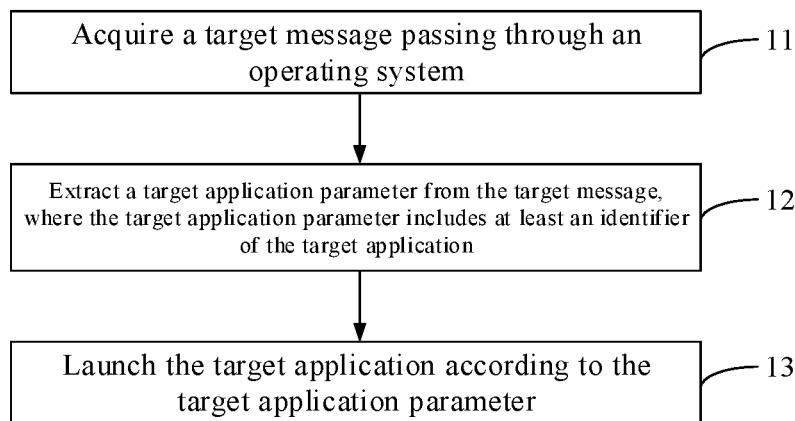 Acquire a target message passing through an
operating system
11
Extract a target application parameter from the target message,
where the target application parameter includes at least an identifier
of the target application
12
Launch the target application according to the
target application parameter
13